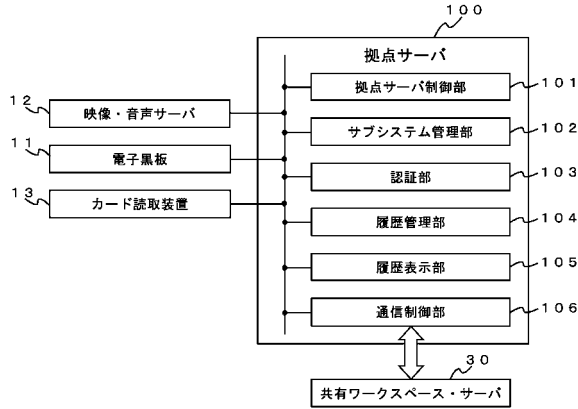 １００
拠点サーバ
拠点サーバ制御部
１０１
１２
映像・音声サーバ
サブシステム管理部
１０２
１１
電子黒板
認証部
１０３
１３
カード読取装置
履歴管理部
１０４
履歴表示部
１０５
通信制御部
１０６
３０
共有ワークスペース・サーバ